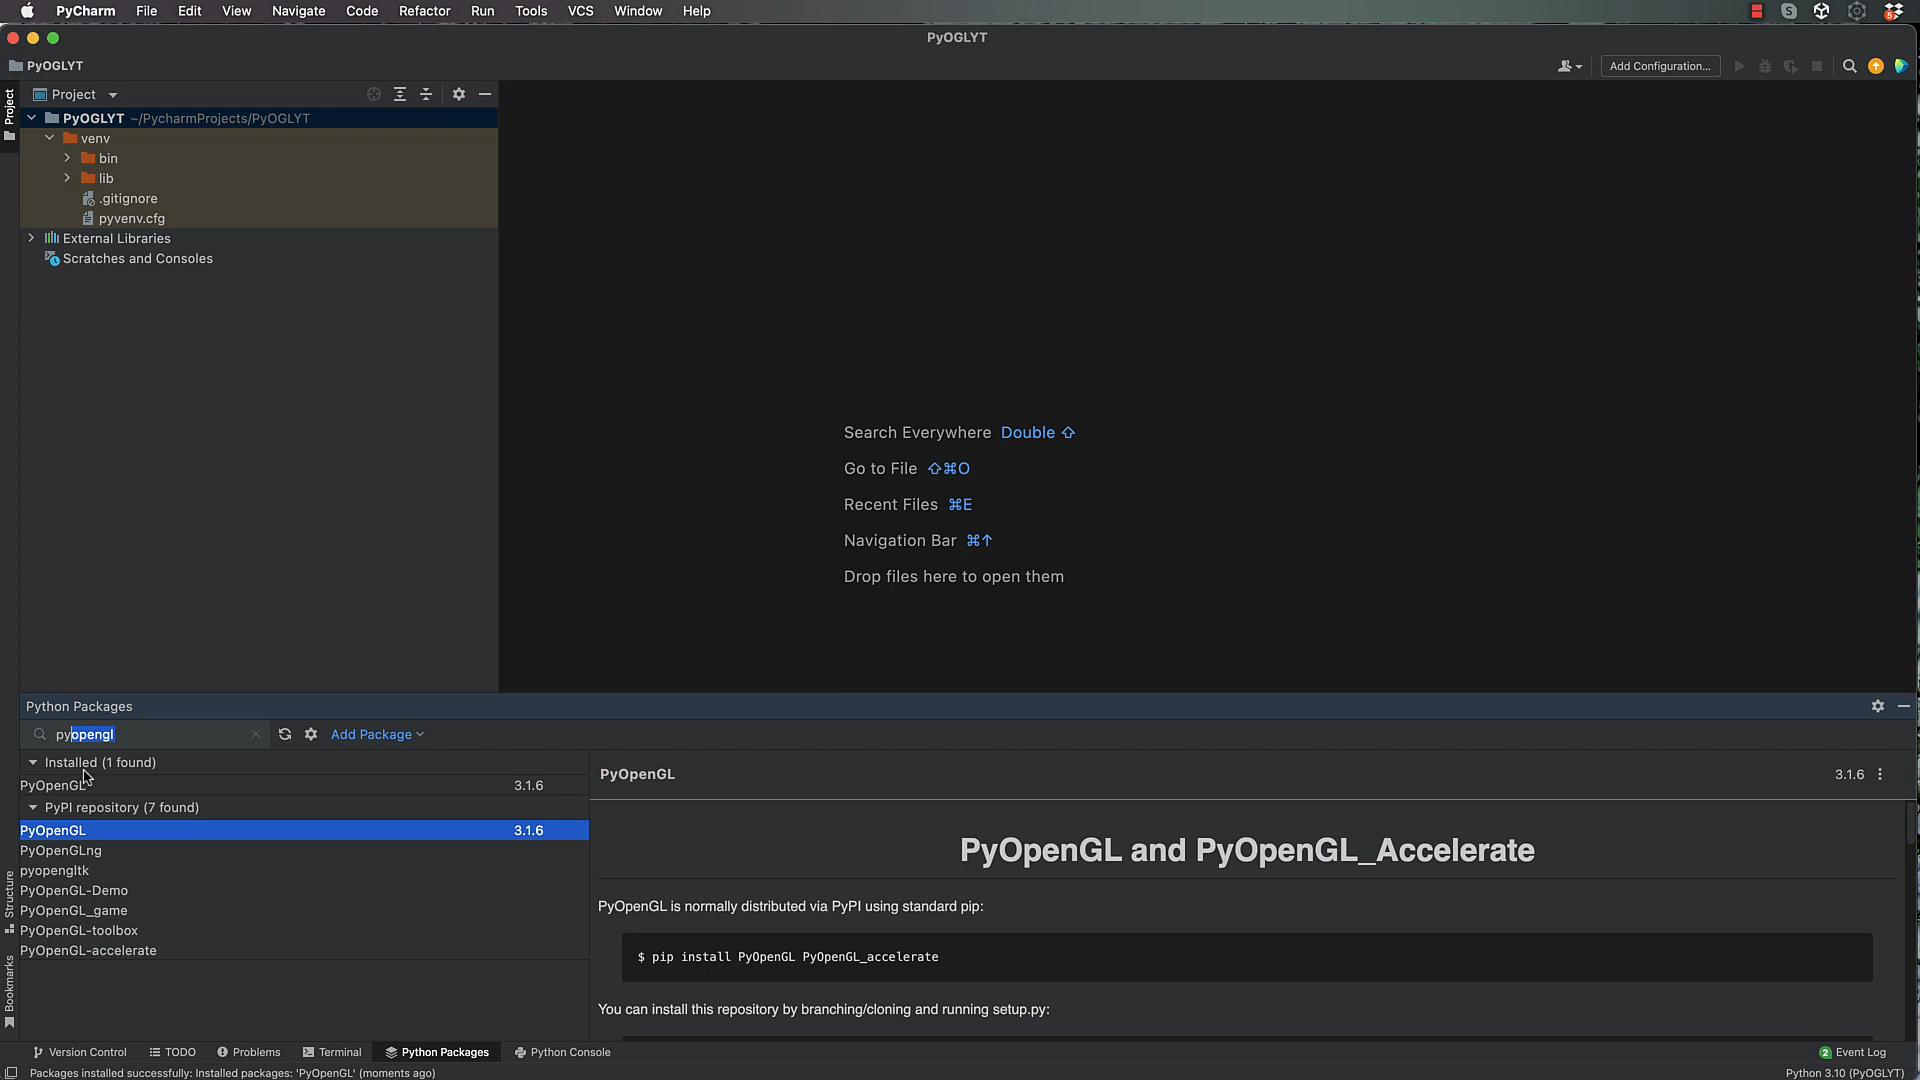 PyCharm File Edit View Navigate Code Refactor Run Tools VCS Window Help
PyOGLYT
PyOGLYT
Add Configuration...
Project
Project
PyOGLYT ~/PycharmProjects/PyOGLYT
venv
bin
lib
.gitignore
pyvenv.cfg
External Libraries
Scratches and Consoles
Search Everywhere Double ⇧
Go to File ⇧⌘O
Recent Files ⌘E
Navigation Bar ⌘↑
Drop files here to open them
Python Packages
pyopengl
Add Package
Installed (1 found)
PyOpenGL 3.1.6
PyPI repository (7 found)
PyOpenGL 3.1.6
PyOpenGLng
pyopengltk
PyOpenGL-Demo
PyOpenGL_game
PyOpenGL-toolbox
PyOpenGL-accelerate
PyOpenGL 3.1.6
PyOpenGL and PyOpenGL_Accelerate
PyOpenGL is normally distributed via PyPI using standard pip:
$ pip install PyOpenGL PyOpenGL_accelerate
You can install this repository by branching/cloning and running setup.py:
Structure
Bookmarks
Version Control TODO Problems Terminal Python Packages Python Console 2 Event Log
Packages installed successfully: Installed packages: 'PyOpenGL' (moments ago) Python 3.10 (PyOGLYT)